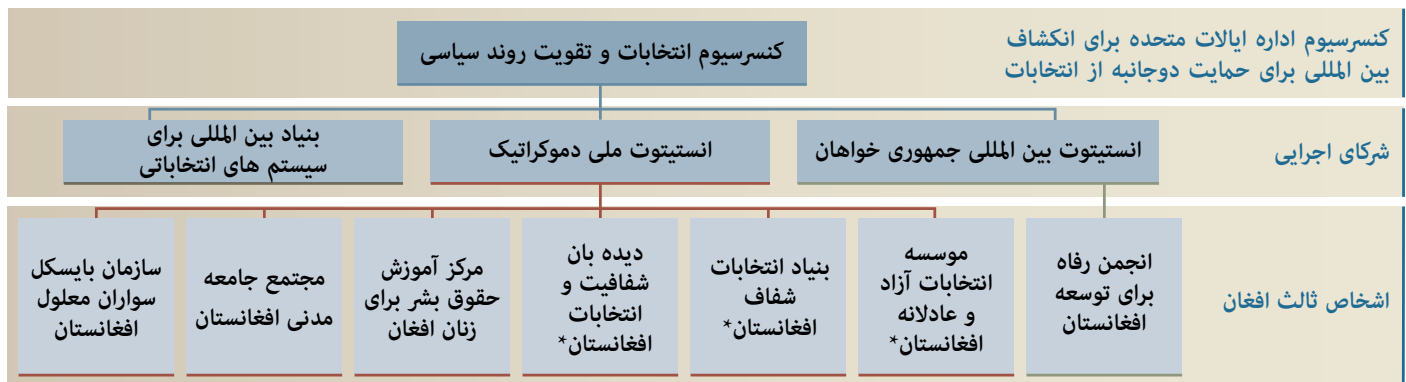 کنسرسیوم اداره ایالات متحده برای انکشاف
بین المللی برای حمایت دوجانبه از انتخابات
کنسرسیوم انتخابات و تقویت روند سیاسی
شرکای اجرایی
انستیتوت بین المللی جمهوری خواهان
انستیتوت ملی دموکراتیک
بنیاد بین المللی برای
سیستم های انتخاباتی
اشخاص ثالث افغان
انجمن رفاه
برای توسعه
افغانستان
موسسه
انتخابات آزاد
و عادلانه
افغانستان*
بنیاد انتخابات
شفاف
افغانستان*
دیده بان
شفافیت و
انتخابات
افغانستان*
مرکز آموزش
حقوق بشر برای
زنان افغان
مجتمع جامعه
مدنی افغانستان
سازمان بایسکل
سواران معلول
افغانستان